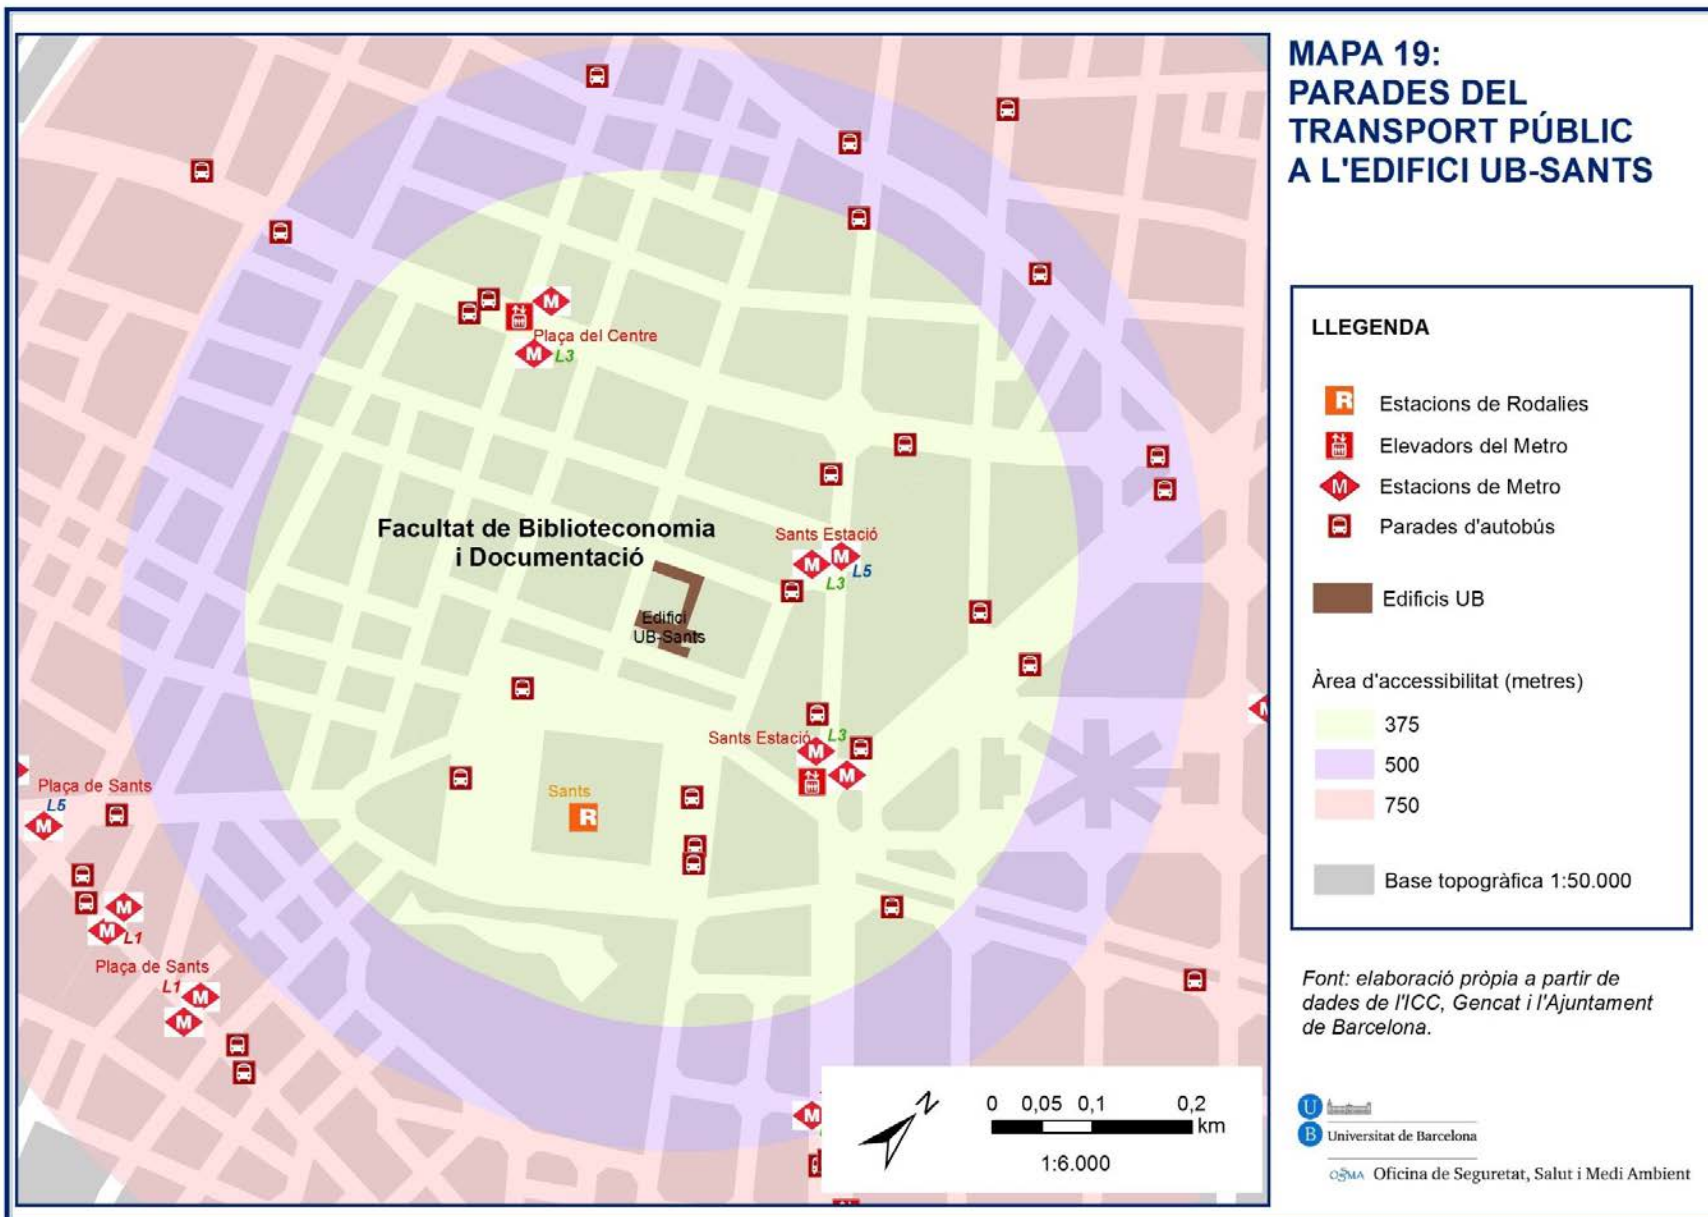 MAPA 19:
PARADES DEL
TRANSPORT PÚBLIC
A L'EDIFICI UB-SANTS
LLEGENDA
R
Estacions de Rodalies
Elevadors del Metro
M
Estacions de Metro
Parades d'autobús
Edificis UB
Àrea d'accessibilitat (metres)
375
500
750
Base topogràfica 1:50.000
Font: elaboració pròpia a partir de
dades de l'ICC, Gencat i l'Ajuntament
de Barcelona.
U
B
Universitat de Barcelona
OSMA Oficina de Seguretat, Salut i Medi Ambient
M
Plaça del Centre
M L3
Facultat de Biblioteconomia
i Documentació
Edifici
UB-Sants
Sants Estació
M M L5
L3
Sants Estació L3
M
M
Sants
R
Plaça de Sants
L5
M
M
M L1
Plaça de Sants
L1 M
M
M
M
N
0 0,05 0,1 0,2
km
1:6.000